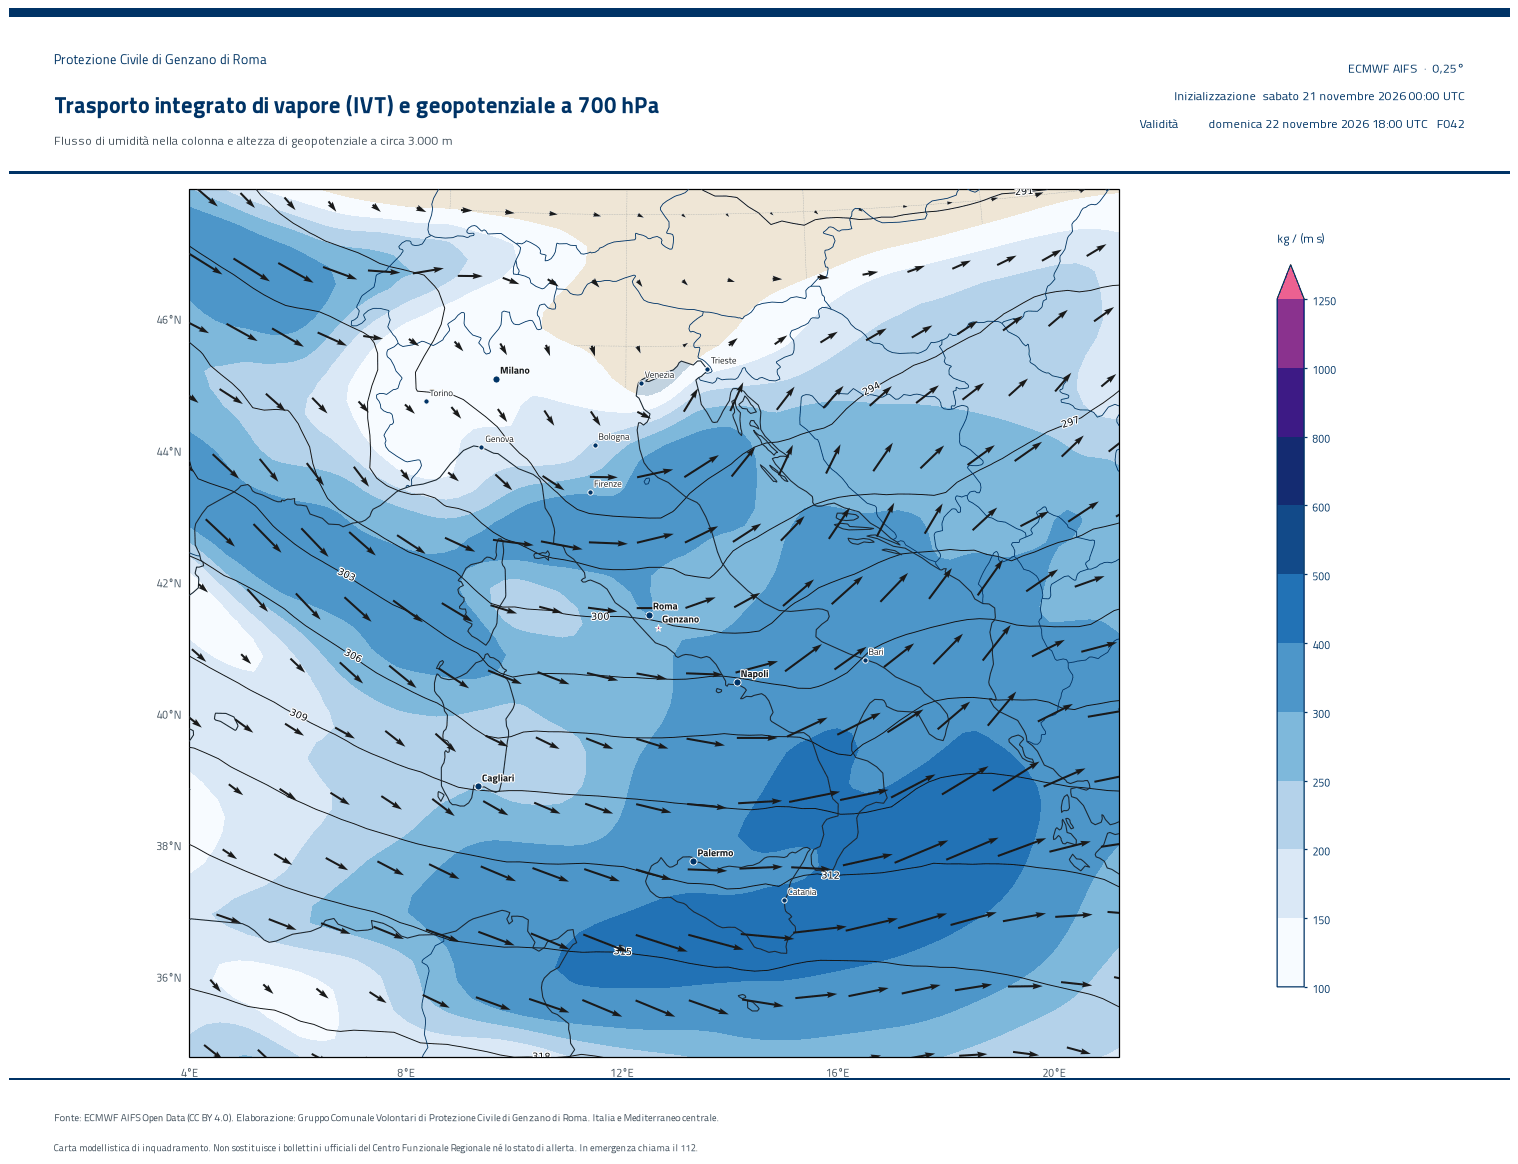 Protezione Civile di Genzano di Roma
Trasporto integrato di vapore (IVT) e geopotenziale a 700 hPa
Flusso di umidità nella colonna e altezza di geopotenziale a circa 3.000 m
ECMWF AIFS · 0,25°
Inizializzazione sabato 21 novembre 2026 00:00 UTC
Validità domenica 22 novembre 2026 18:00 UTC F042
291
kg / (m s)
1250
46°N
Trieste
1000
Milano
Venezia
294
Torino
297
800
Bologna
Genova
44°N
Firenze
600
303
500
42°N
Roma
300
Genzano
400
306
Bari
Napoli
309
40°N
300
Cagliari
250
38°N
Palermo
200
312
Catania
150
315
36°N
100
318
4°E 8°E 12°E 16°E 20°E
Fonte: ECMWF AIFS Open Data (CC BY 4.0). Elaborazione: Gruppo Comunale Volontari di Protezione Civile di Genzano di Roma. Italia e Mediterraneo centrale.
Carta modellistica di inquadramento. Non sostituisce i bollettini ufficiali del Centro Funzionale Regionale né lo stato di allerta. In emergenza chiama il 112.